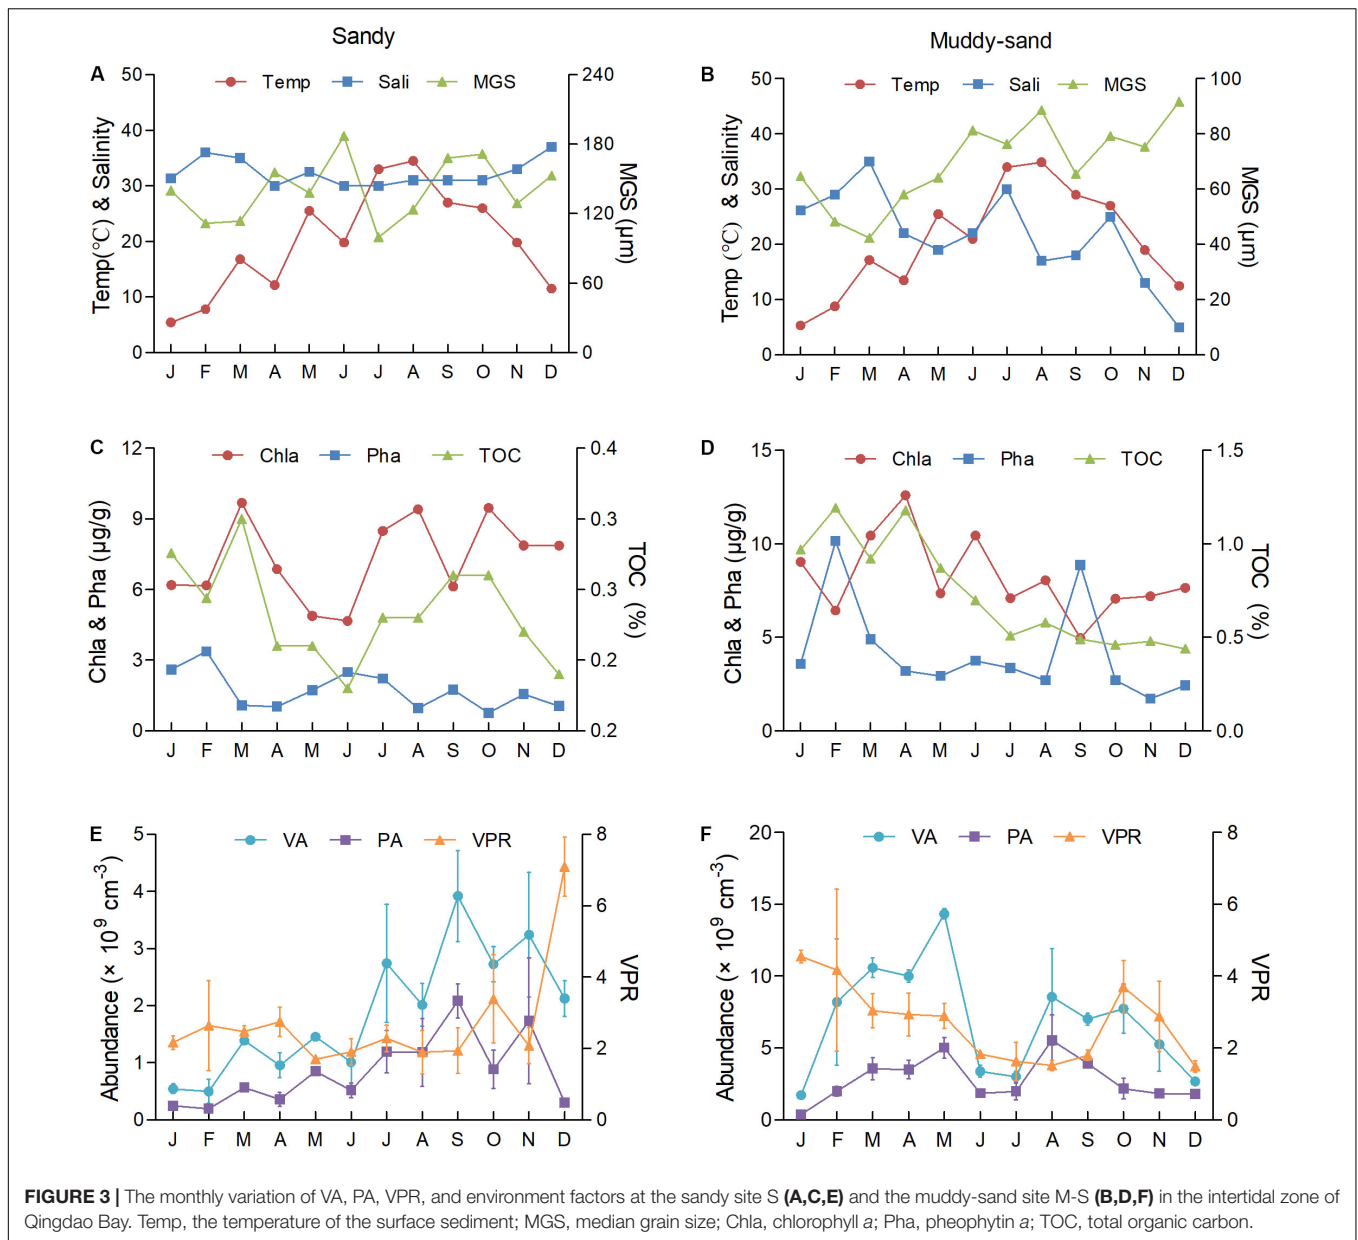 Sandy
Muddy-sand
A
Temp
Sali
MGS
50
40
30
20
10
0
Temp(°C) & Salinity
240
180
120
60
0
MGS (µm)
J F M A M J J A S O N D
B
Temp
Sali
MGS
50
40
30
20
10
0
Temp (°C) & Salinity
100
80
60
40
20
0
MGS (µm)
J F M A M J J A S O N D
C
Chla
Pha
TOC
12
9
6
3
0
Chla & Pha (µg/g)
0.4
0.3
0.3
0.2
0.2
TOC (%)
J F M A M J J A S O N D
D
Chla
Pha
TOC
15
10
5
0
Chla & Pha (µg/g)
1.5
1.0
0.5
0.0
TOC (%)
J F M A M J J A S O N D
E
VA
PA
VPR
5
4
3
2
1
0
Abundance (× 10⁹ cm⁻³)
8
6
4
2
0
VPR
J F M A M J J A S O N D
F
VA
PA
VPR
20
15
10
5
0
Abundance (× 10⁹ cm⁻³)
8
6
4
2
0
VPR
J F M A M J J A S O N D
FIGURE 3 | The monthly variation of VA, PA, VPR, and environment factors at the sandy site S (A,C,E) and the muddy-sand site M-S (B,D,F) in the intertidal zone of
Qingdao Bay. Temp, the temperature of the surface sediment; MGS, median grain size; Chla, chlorophyll a; Pha, pheophytin a; TOC, total organic carbon.